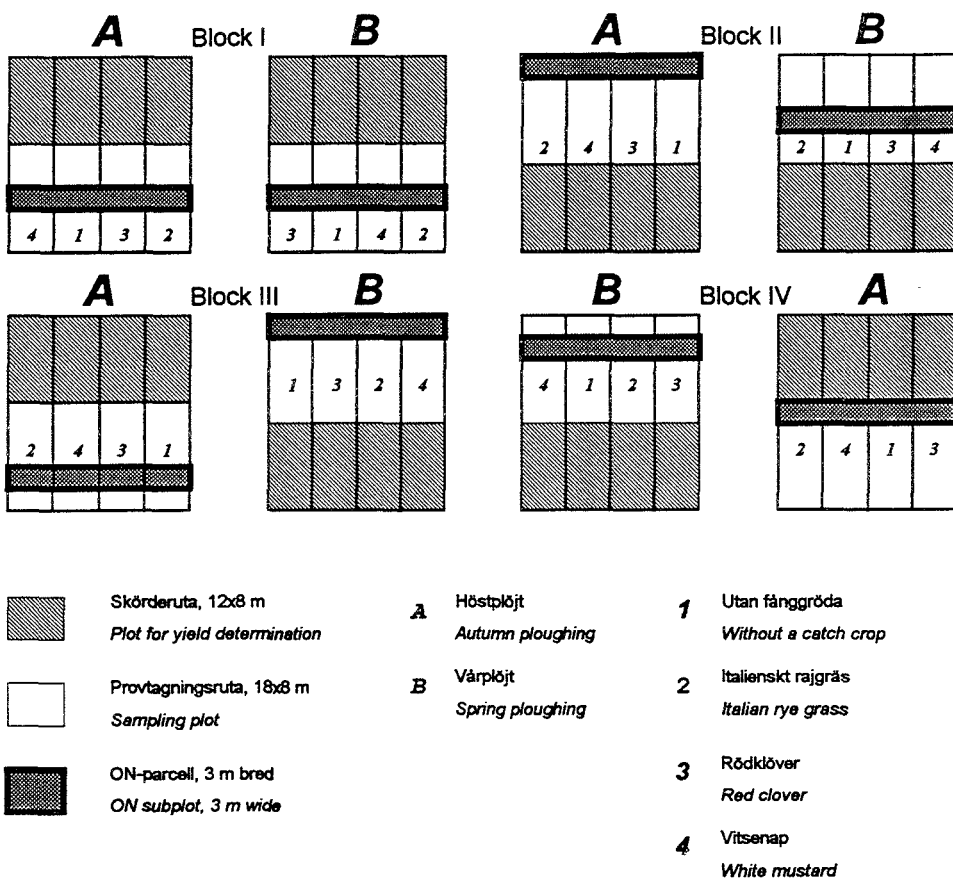 A Block I B
A Block II B
4 1 3 2
3 1 4 2
2 4 3 1
2 1 3 4
A Block III B
B Block IV A
2 4 3 1
1 3 2 4
4 1 2 3
2 4 1 3
Skörderuta, 12x8 m
Plot for yield determination
Provtagningsruta, 18x8 m
Sampling plot
ON-parcell, 3 m bred
ON subplot, 3 m wide
A Höstplöjt
Autumn ploughing
B Vårplöjt
Spring ploughing
1 Utan fånggröda
Without a catch crop
2 Italienskt rajgräs
Italian rye grass
3 Rödklöver
Red clover
4 Vitsenap
White mustard